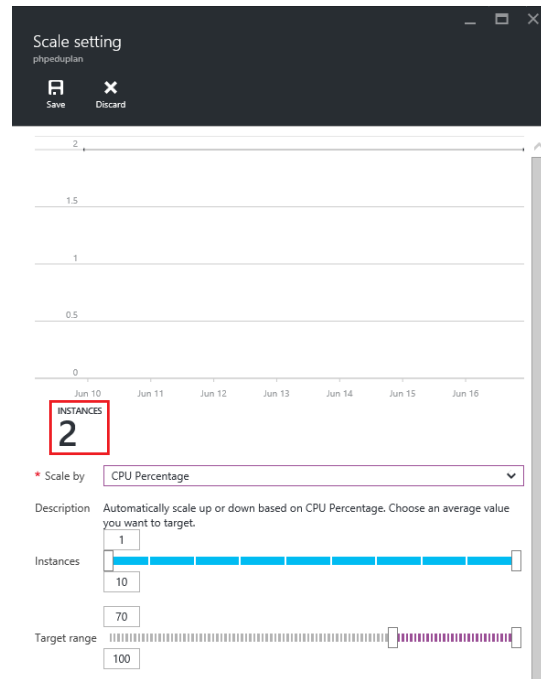 Scale setting
phpeduplan
Save Discard
2
1.5
1
0.5
0
Jun 10 Jun 11 Jun 12 Jun 13 Jun 14 Jun 15 Jun 16
INSTANCES
2
* Scale by CPU Percentage
Description Automatically scale up or down based on CPU Percentage. Choose an average value
you want to target.
1
Instances
10
70
Target range
100